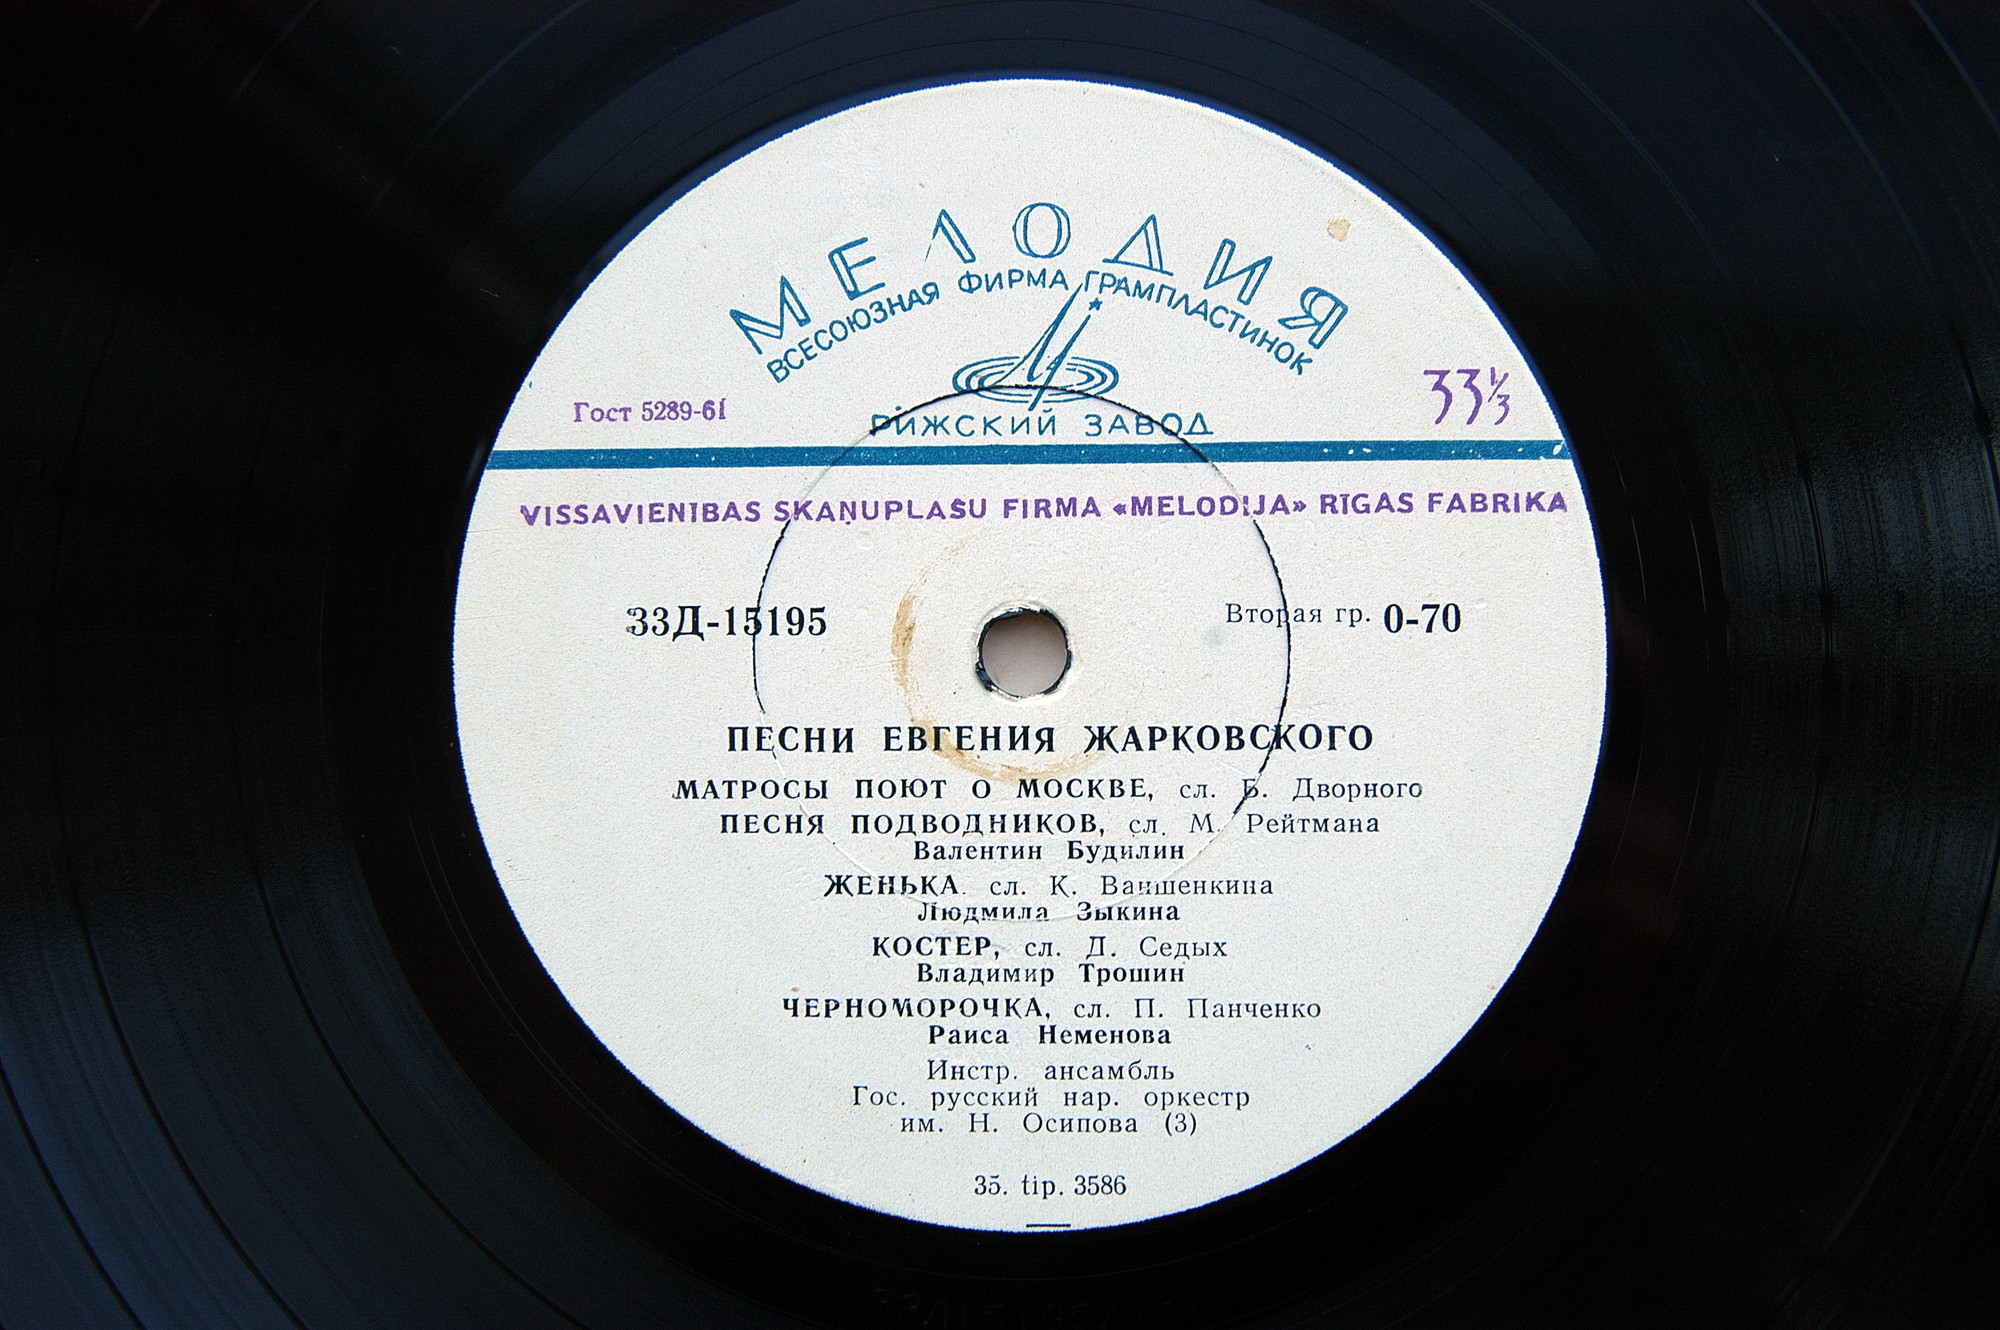 МЕЛОДИЯ
ВСЕСОЮЗНАЯ ФИРМА ГРАМПЛАСТИНОК
Гост 5289-61
33⅓
РИЖСКИЙ ЗАВОД
VISSAVIENĪBAS SKAŅUPLAŠU FIRMA «MELODIJA» RĪGAS FABRIKA
33Д-15195
Вторая гр. 0-70
ПЕСНИ ЕВГЕНИЯ ЖАРКОВСКОГО
МАТРОСЫ ПОЮТ О МОСКВЕ, сл. Б. Дворного
ПЕСНЯ ПОДВОДНИКОВ, сл. М. Рейтмана
Валентин Будилин
ЖЕНЬКА. сл. К. Ваншенкина
Людмила Зыкина
КОСТЕР, сл. Д. Седых
Владимир Трошин
ЧЕРНОМОРОЧКА, сл. П. Панченко
Раиса Неменова
Инстр. ансамбль
Гос. русский нар. оркестр
им. Н. Осипова (3)
35. tip. 3586